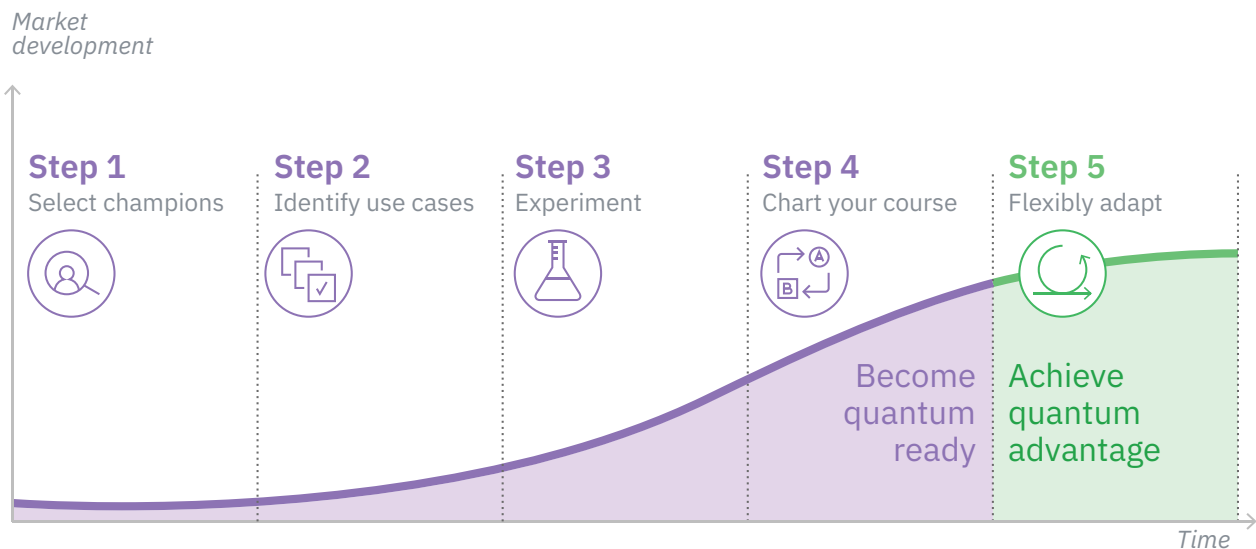 Market
development
Step 1
Select champions
Step 2
Identify use cases
Step 3
Experiment
Step 4
Chart your course
A
B
Step 5
Flexibly adapt
Become
quantum
ready
Achieve
quantum
advantage
Time